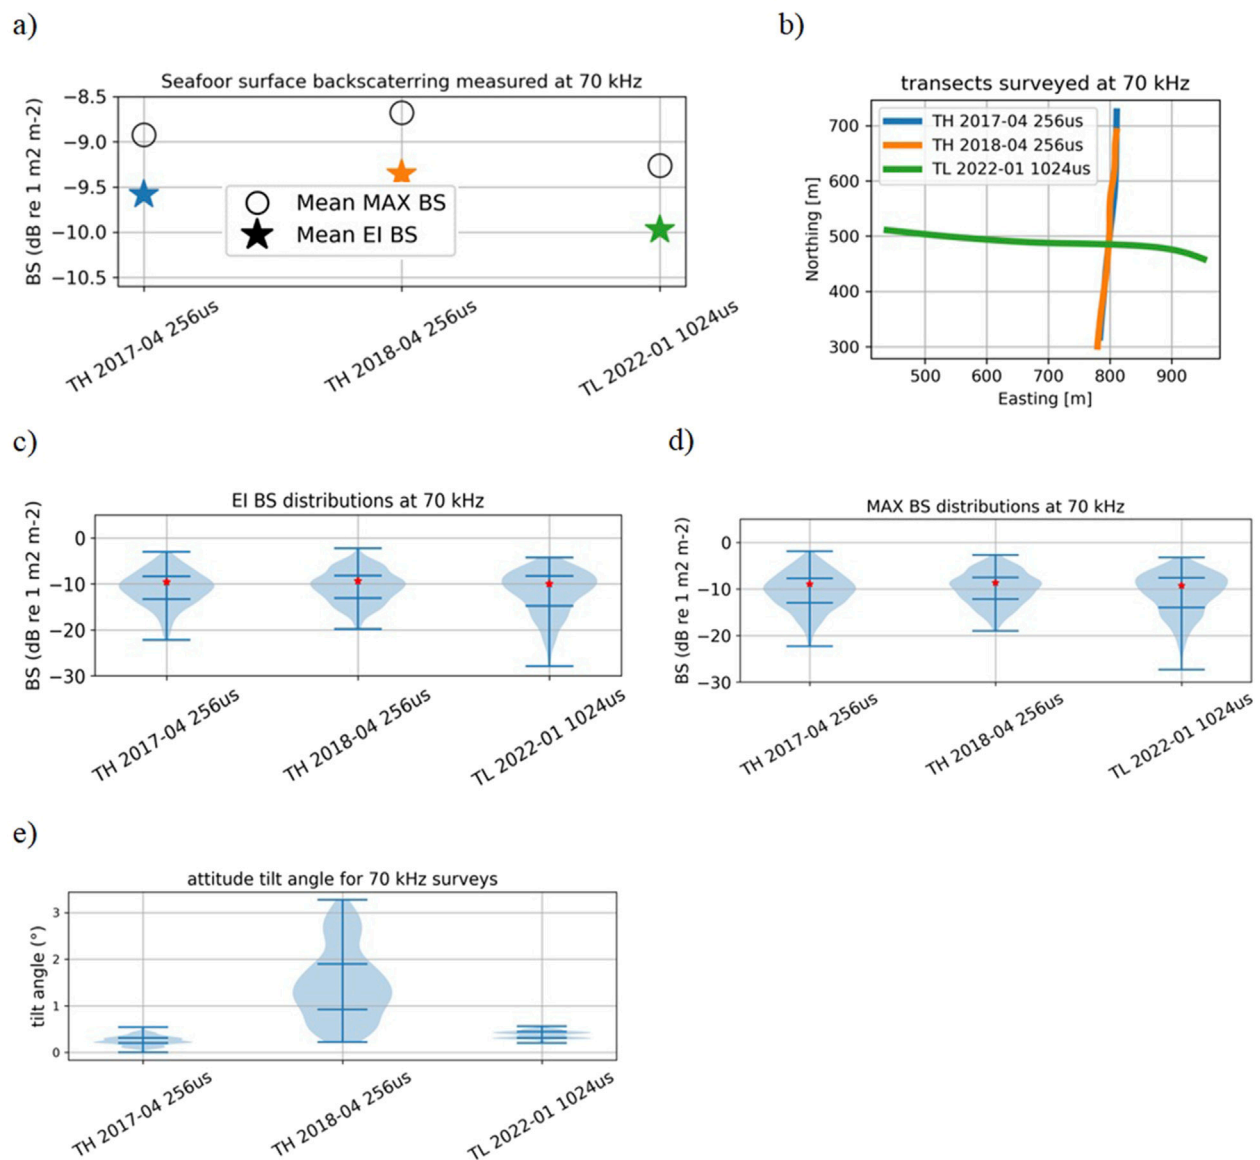 a)
Seafoor surface backscaterring measured at 70 kHz
BS (dB re 1 m2 m-2)
−8.5
−9.0
−9.5
−10.0
−10.5
Mean MAX BS
Mean EI BS
TH 2017-04 256us
TH 2018-04 256us
TL 2022-01 1024us
b)
transects surveyed at 70 kHz
Northing [m]
700
600
500
400
300
TH 2017-04 256us
TH 2018-04 256us
TL 2022-01 1024us
500 600 700 800 900
Easting [m]
c)
EI BS distributions at 70 kHz
BS (dB re 1 m2 m-2)
0
−10
−20
−30
TH 2017-04 256us
TH 2018-04 256us
TL 2022-01 1024us
d)
MAX BS distributions at 70 kHz
BS (dB re 1 m2 m-2)
0
−10
−20
−30
TH 2017-04 256us
TH 2018-04 256us
TL 2022-01 1024us
e)
attitude tilt angle for 70 kHz surveys
tilt angle (°)
3
2
1
0
TH 2017-04 256us
TH 2018-04 256us
TL 2022-01 1024us